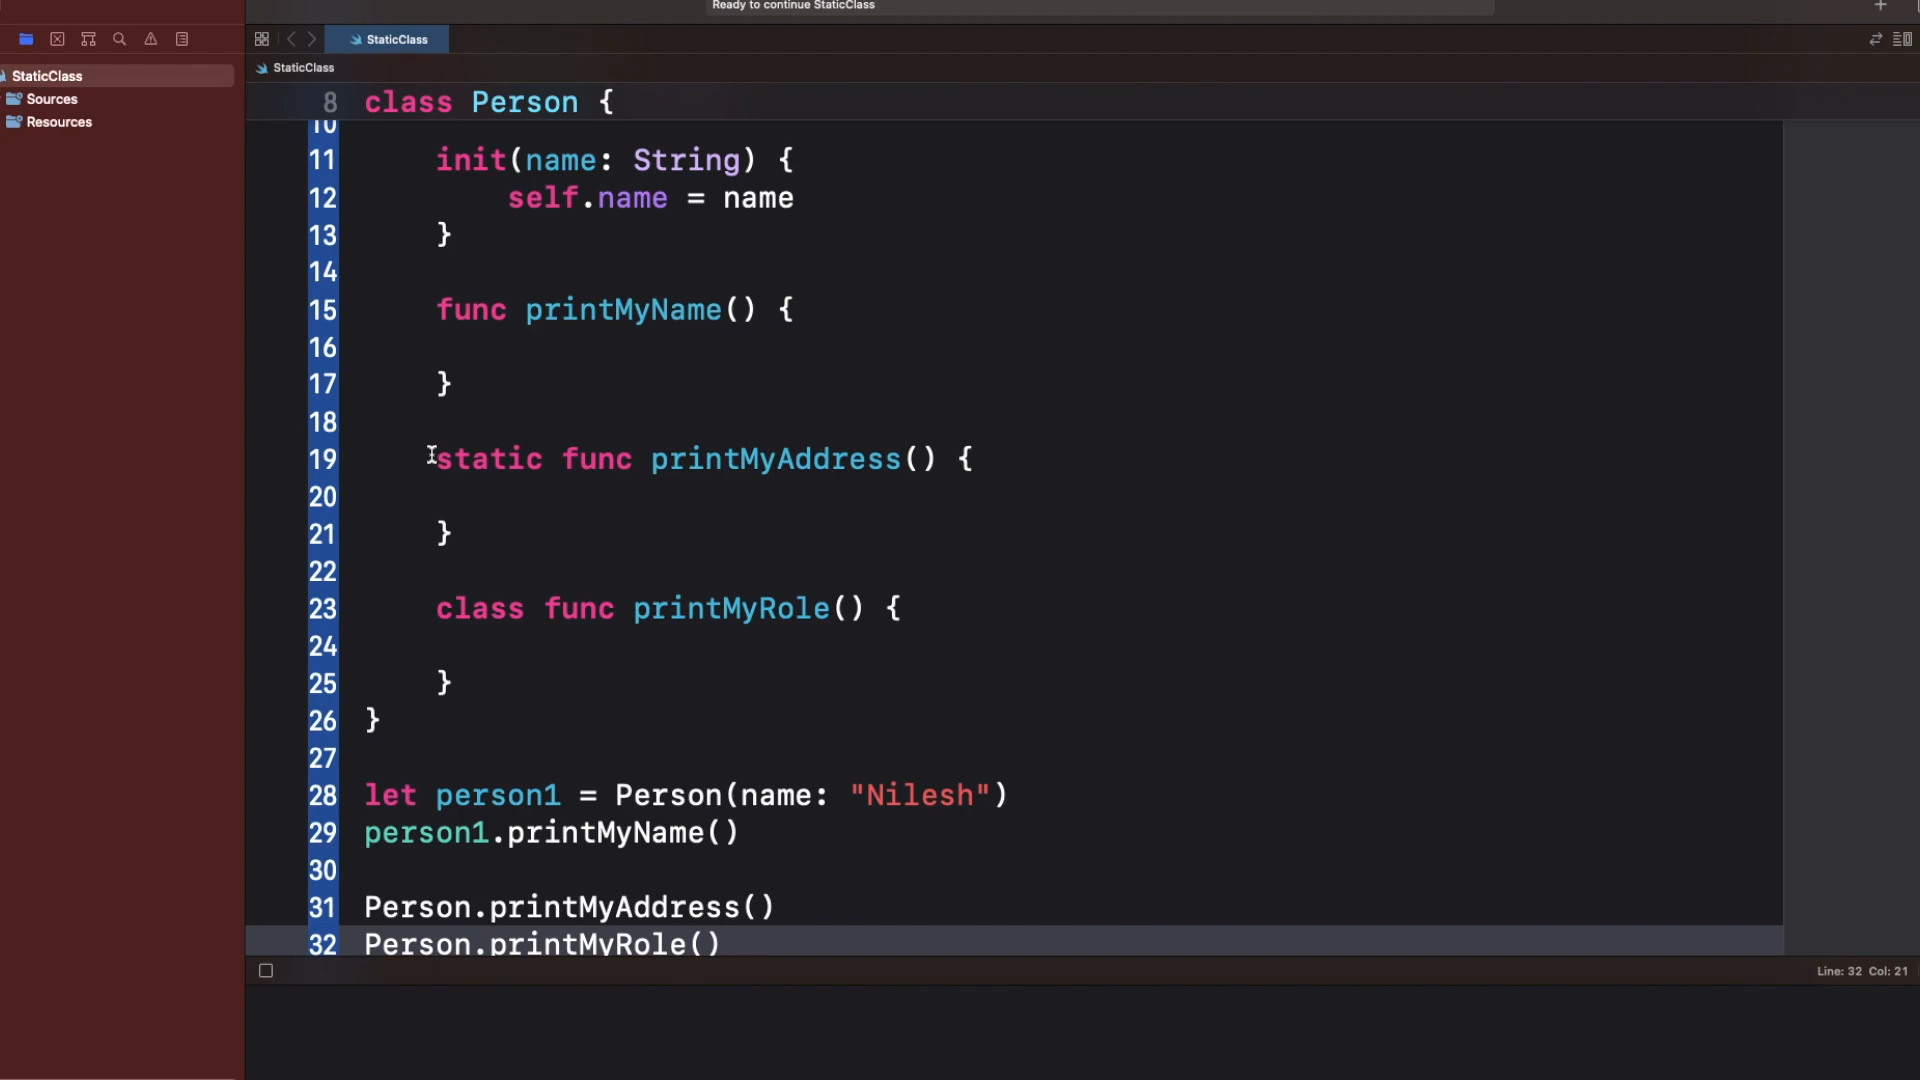 Ready to continue StaticClass
StaticClass
StaticClass
StaticClass
Sources
Resources
8 class Person {
10
11 init(name: String) {
12 self.name = name
13 }
14
15 func printMyName() {
16
17 }
18
19 static func printMyAddress() {
20
21 }
22
23 class func printMyRole() {
24
25 }
26 }
27
28 let person1 = Person(name: "Nilesh")
29 person1.printMyName()
30
31 Person.printMyAddress()
32 Person.printMyRole()
Line: 32 Col: 21